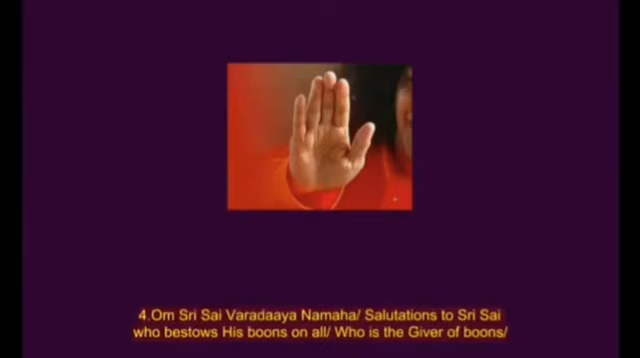 4.Om Sri Sai Varadaaya Namaha/ Salutations to Sri Sai
who bestows His boons on all/ Who is the Giver of boons/